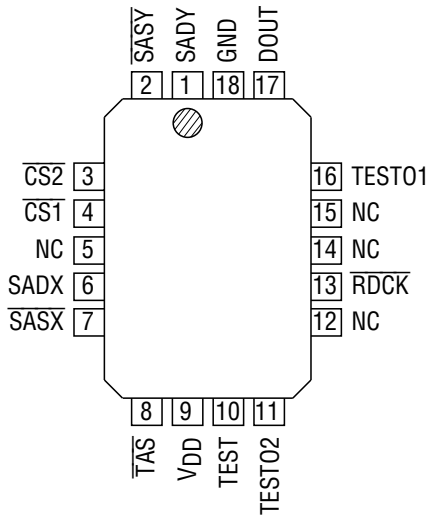 SASY SADY GND DOUT
2 1 18 17
CS2 3 16 TESTO1
CS1 4 15 NC
NC 5 14 NC
SADX 6 13 RDCK
SASX 7 12 NC
8 9 10 11
TAS VDD TEST TESTO2